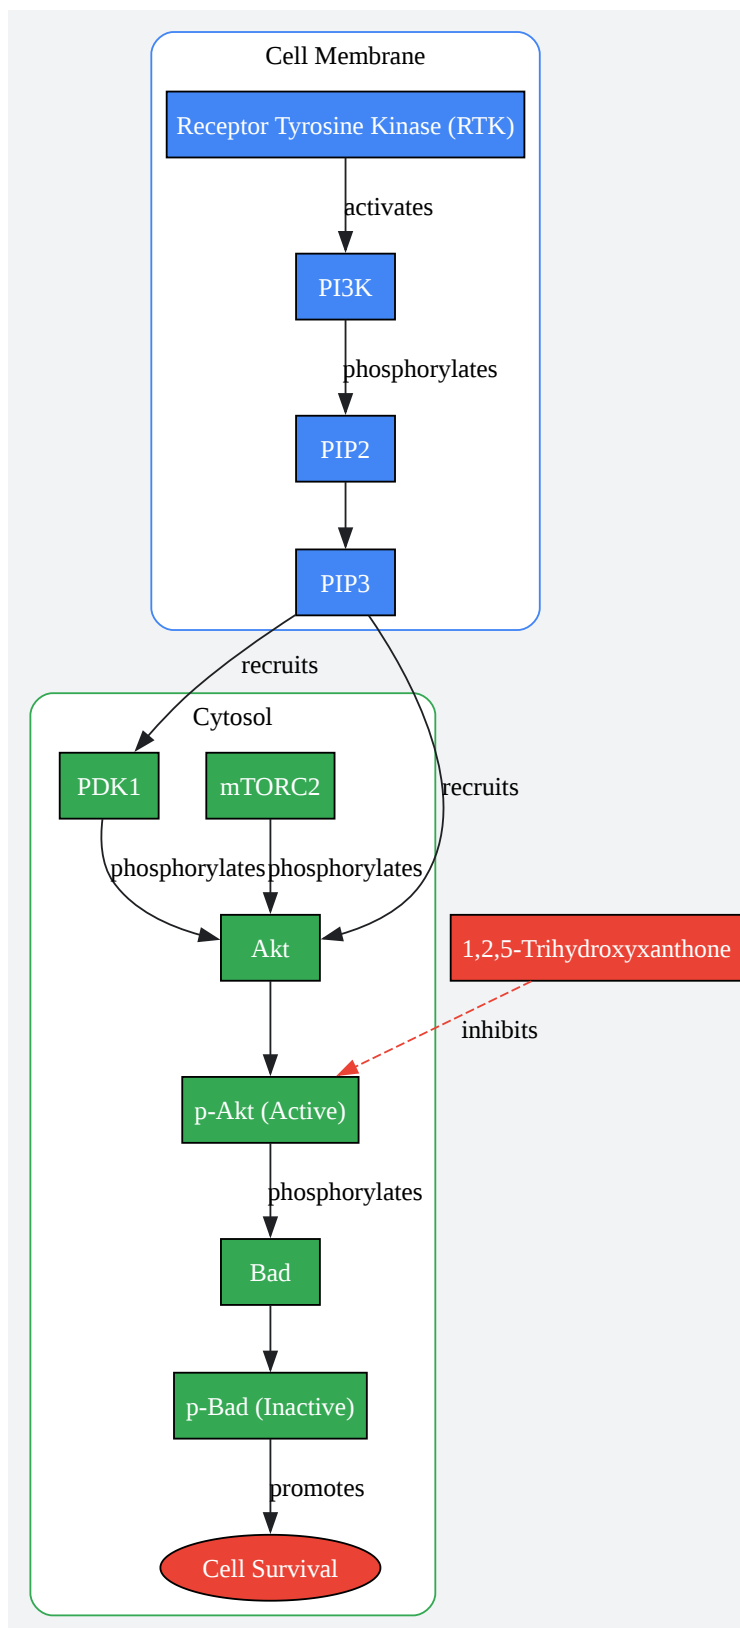 Cell Membrane
Receptor Tyrosine Kinase (RTK)
activates
PI3K
phosphorylates
PIP2
PIP3
recruits
Cytosol
PDK1
mTORC2
recruits
phosphorylates
phosphorylates
Akt
1,2,5-Trihydroxyxanthone
inhibits
p-Akt (Active)
phosphorylates
Bad
p-Bad (Inactive)
promotes
Cell Survival